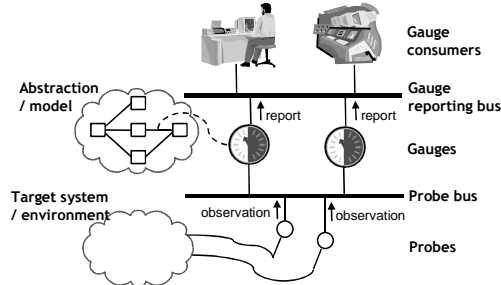 Gauge
consumers
Abstraction
/ model
Gauge
reporting bus
report
report
Gauges
Target system
/ environment
Probe bus
observation
observation
Probes